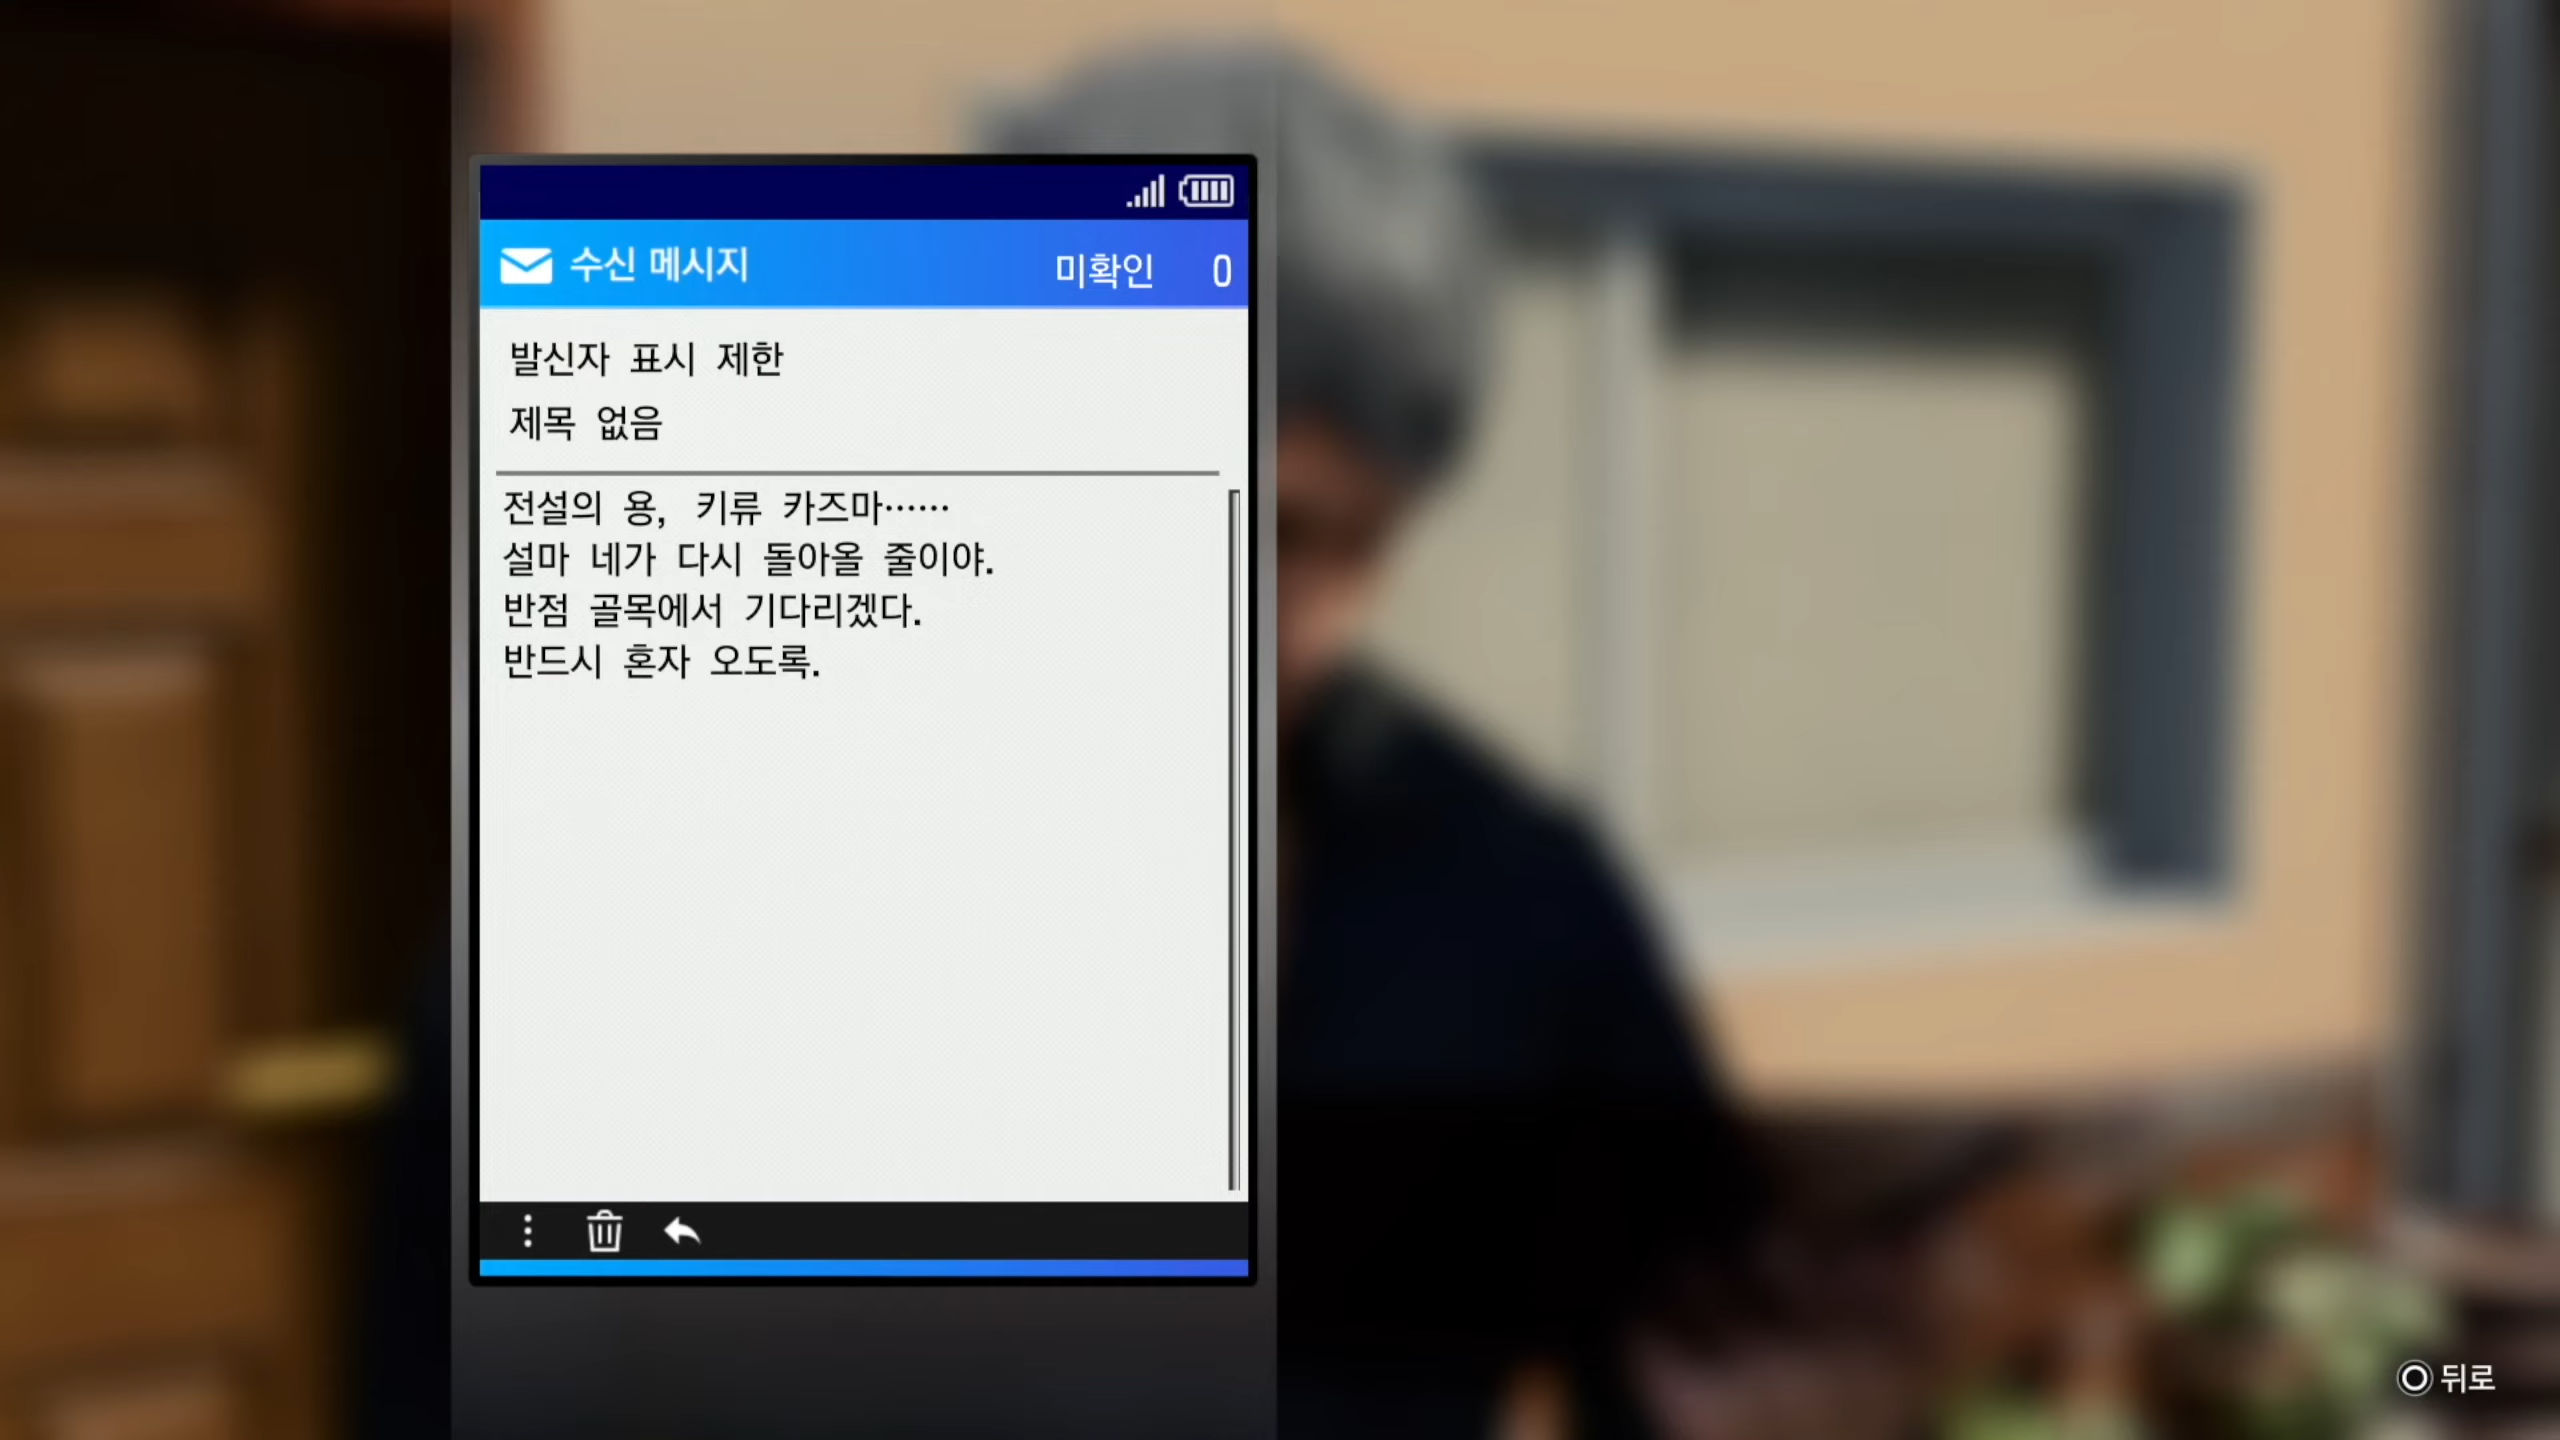 수신 메시지
미확인 0
발신자 표시 제한
제목 없음
전설의 용, 키류 카즈마……
설마 네가 다시 돌아올 줄이야.
반점 골목에서 기다리겠다.
반드시 혼자 오도록.
뒤로